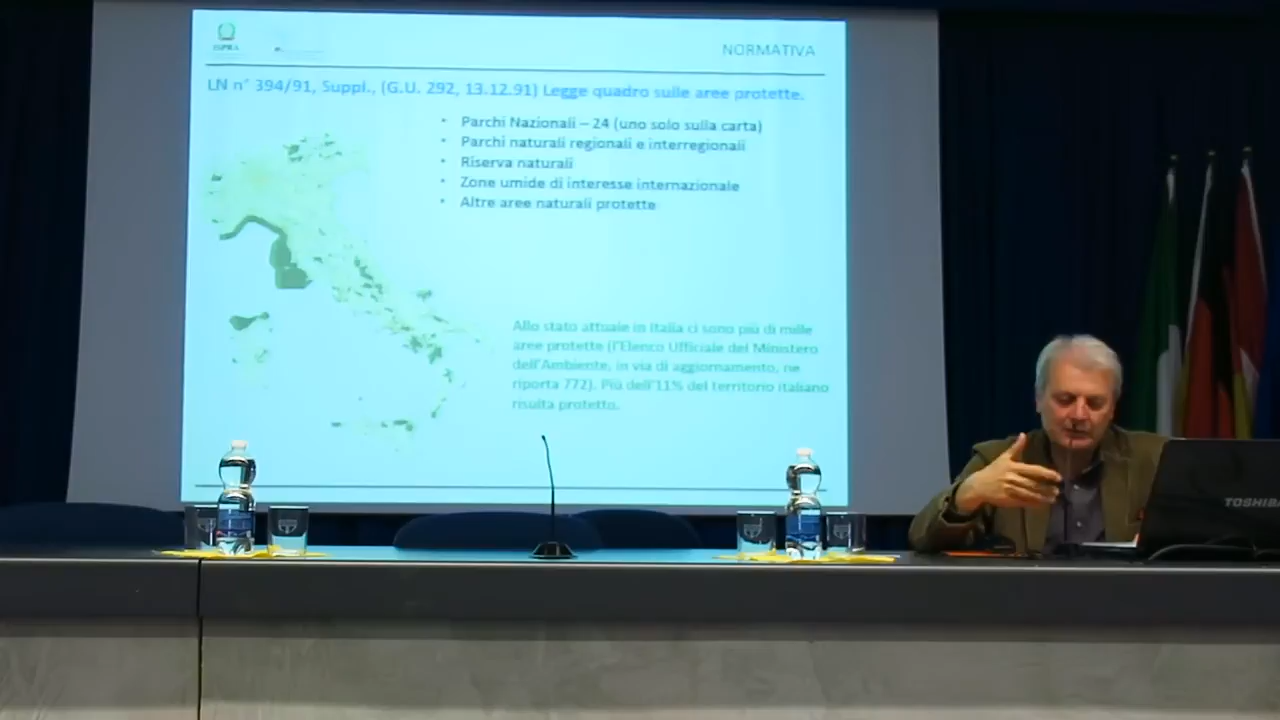 ISPRA
NORMATIVA
LN n° 394/91, Suppl., (G.U. 292, 13.12.91) Legge quadro sulle aree protette.
• Parchi Nazionali – 24 (uno solo sulla carta)
• Parchi naturali regionali e interregionali
• Riserva naturali
• Zone umide di interesse internazionale
• Altre aree naturali protette
Allo stato attuale in Italia ci sono più di mille
aree protette (l'Elenco Ufficiale del Ministero
dell'Ambiente, in via di aggiornamento, ne
riporta 772). Più dell'11% del territorio italiano
risulta protetto.
TOSHIBA